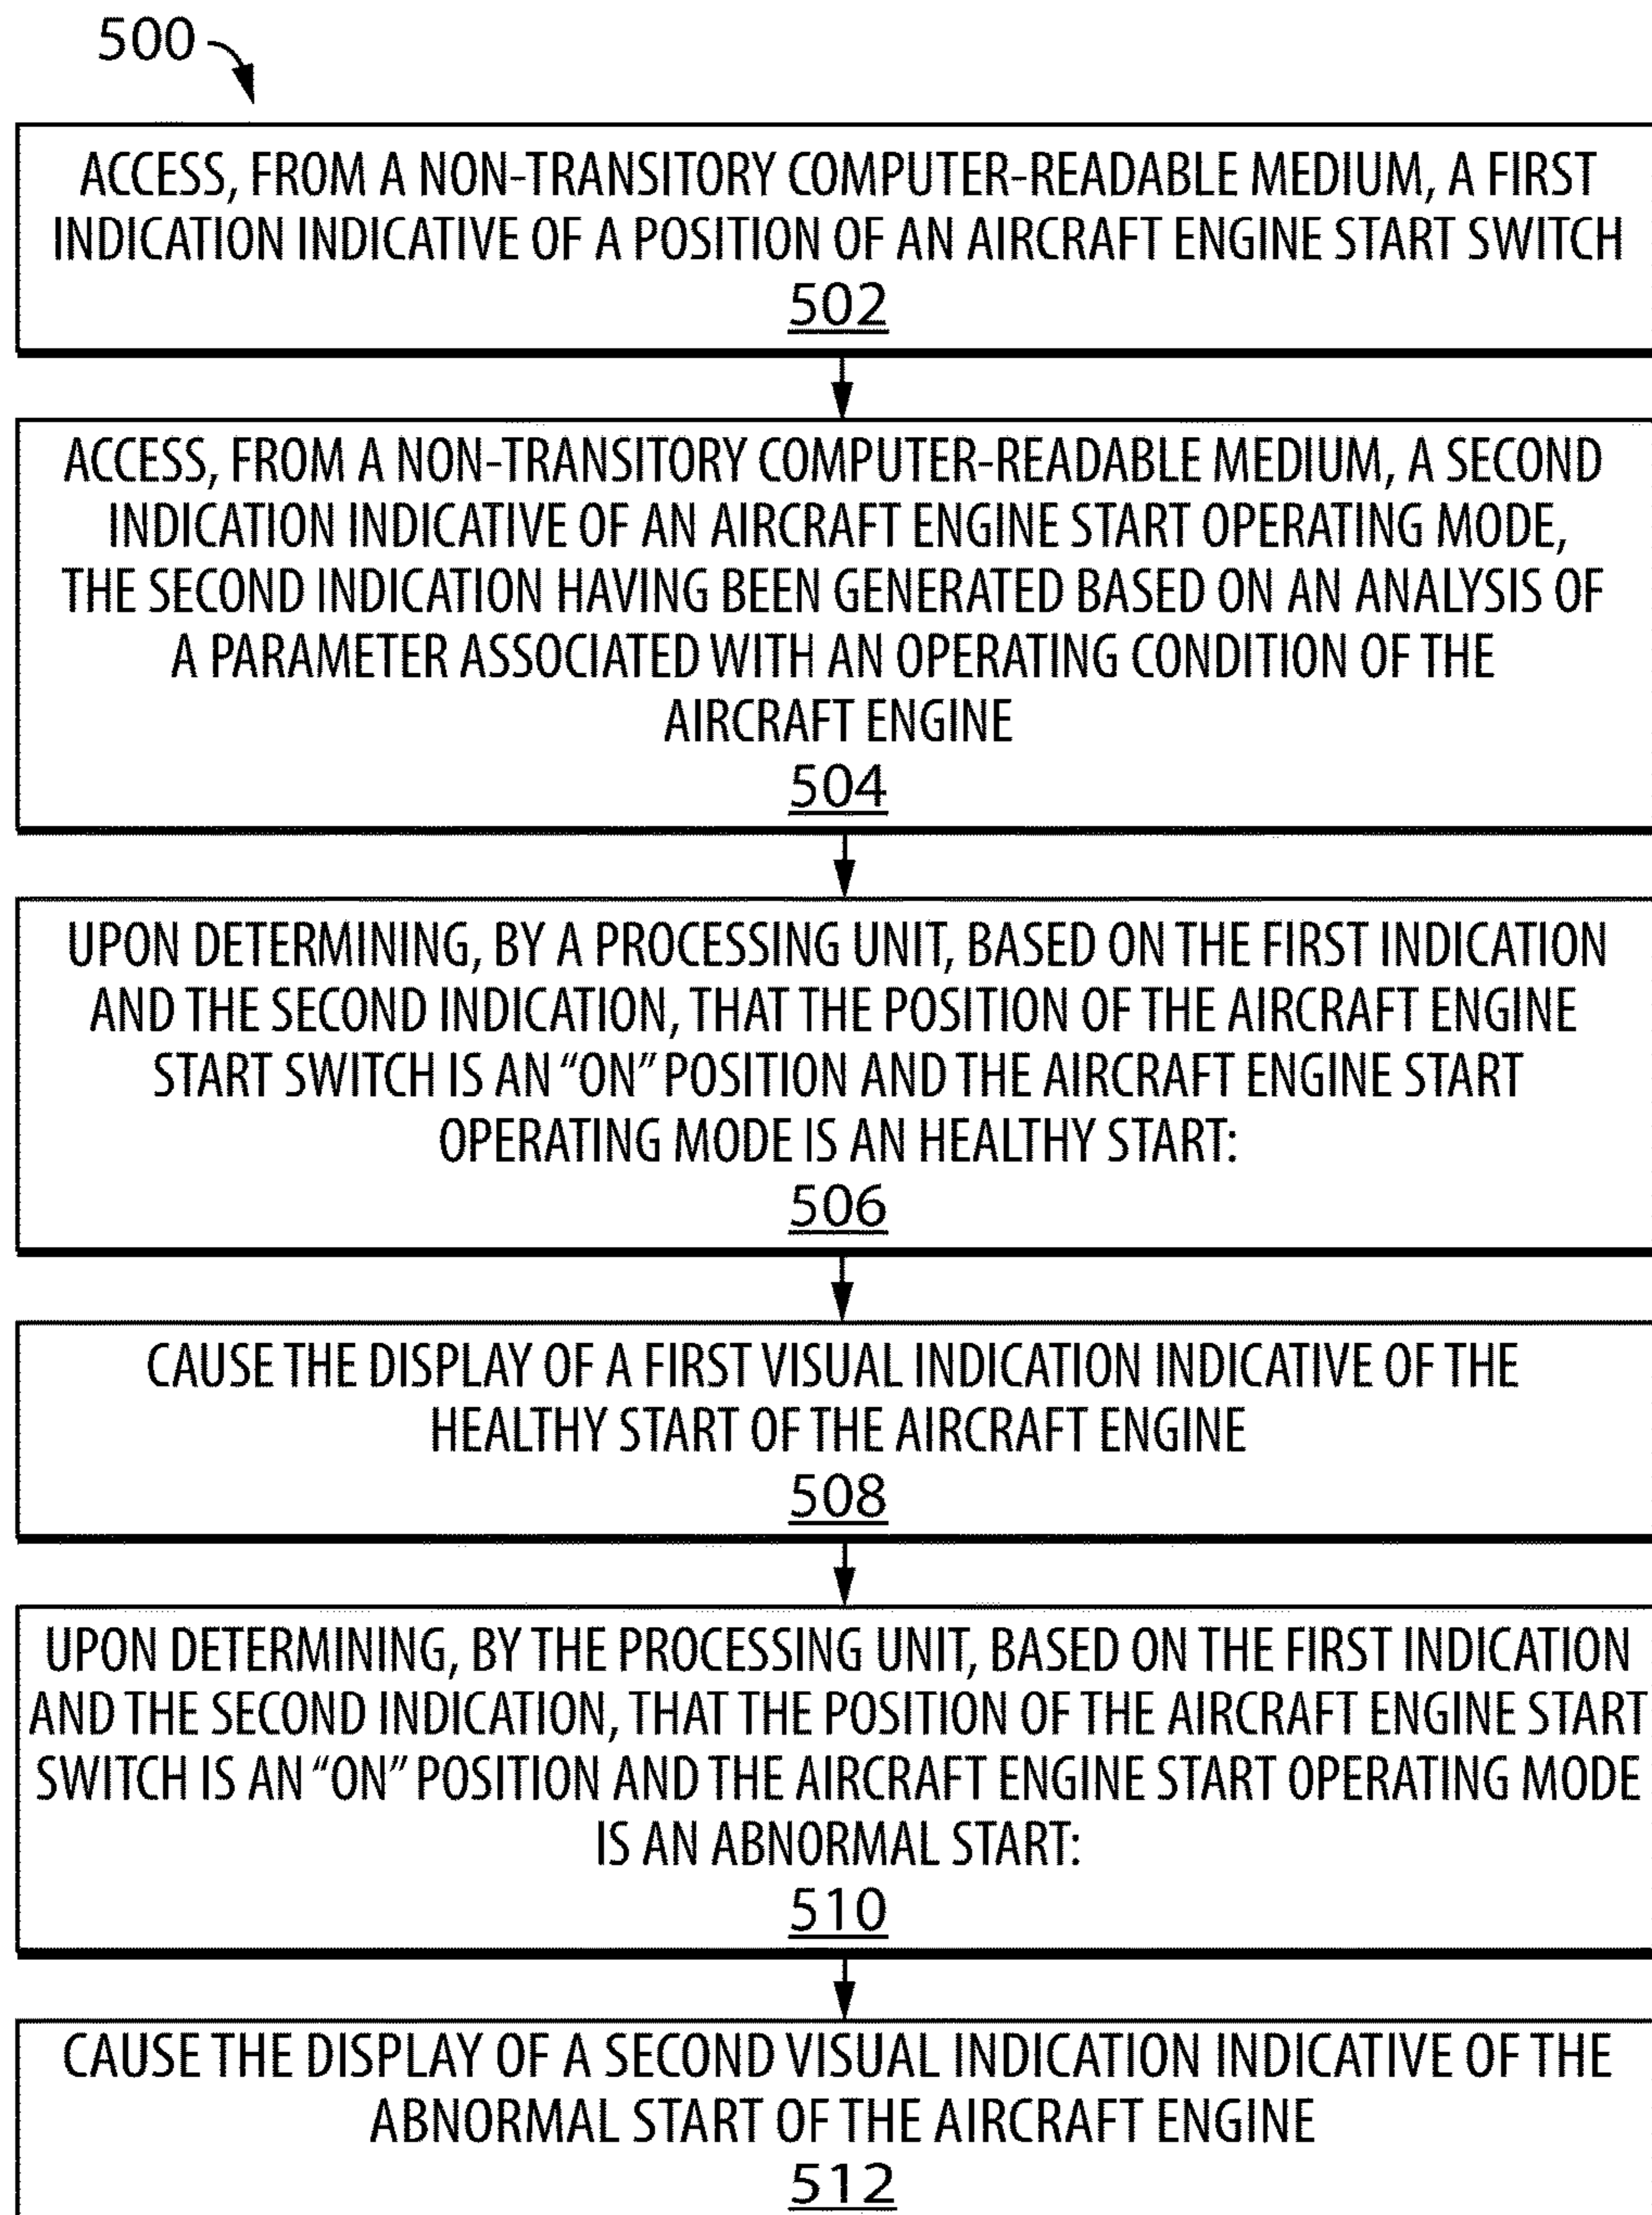 500
ACCESS, FROM A NON-TRANSITORY COMPUTER-READABLE MEDIUM, A FIRST
INDICATION INDICATIVE OF A POSITION OF AN AIRCRAFT ENGINE START SWITCH
502
ACCESS, FROM A NON-TRANSITORY COMPUTER-READABLE MEDIUM, A SECOND
INDICATION INDICATIVE OF AN AIRCRAFT ENGINE START OPERATING MODE,
THE SECOND INDICATION HAVING BEEN GENERATED BASED ON AN ANALYSIS OF
A PARAMETER ASSOCIATED WITH AN OPERATING CONDITION OF THE
AIRCRAFT ENGINE
504
UPON DETERMINING, BY A PROCESSING UNIT, BASED ON THE FIRST INDICATION
AND THE SECOND INDICATION, THAT THE POSITION OF THE AIRCRAFT ENGINE
START SWITCH IS AN “ON” POSITION AND THE AIRCRAFT ENGINE START
OPERATING MODE IS AN HEALTHY START:
506
CAUSE THE DISPLAY OF A FIRST VISUAL INDICATION INDICATIVE OF THE
HEALTHY START OF THE AIRCRAFT ENGINE
508
UPON DETERMINING, BY THE PROCESSING UNIT, BASED ON THE FIRST INDICATION
AND THE SECOND INDICATION, THAT THE POSITION OF THE AIRCRAFT ENGINE START
SWITCH IS AN “ON” POSITION AND THE AIRCRAFT ENGINE START OPERATING MODE
IS AN ABNORMAL START:
510
CAUSE THE DISPLAY OF A SECOND VISUAL INDICATION INDICATIVE OF THE
ABNORMAL START OF THE AIRCRAFT ENGINE
512